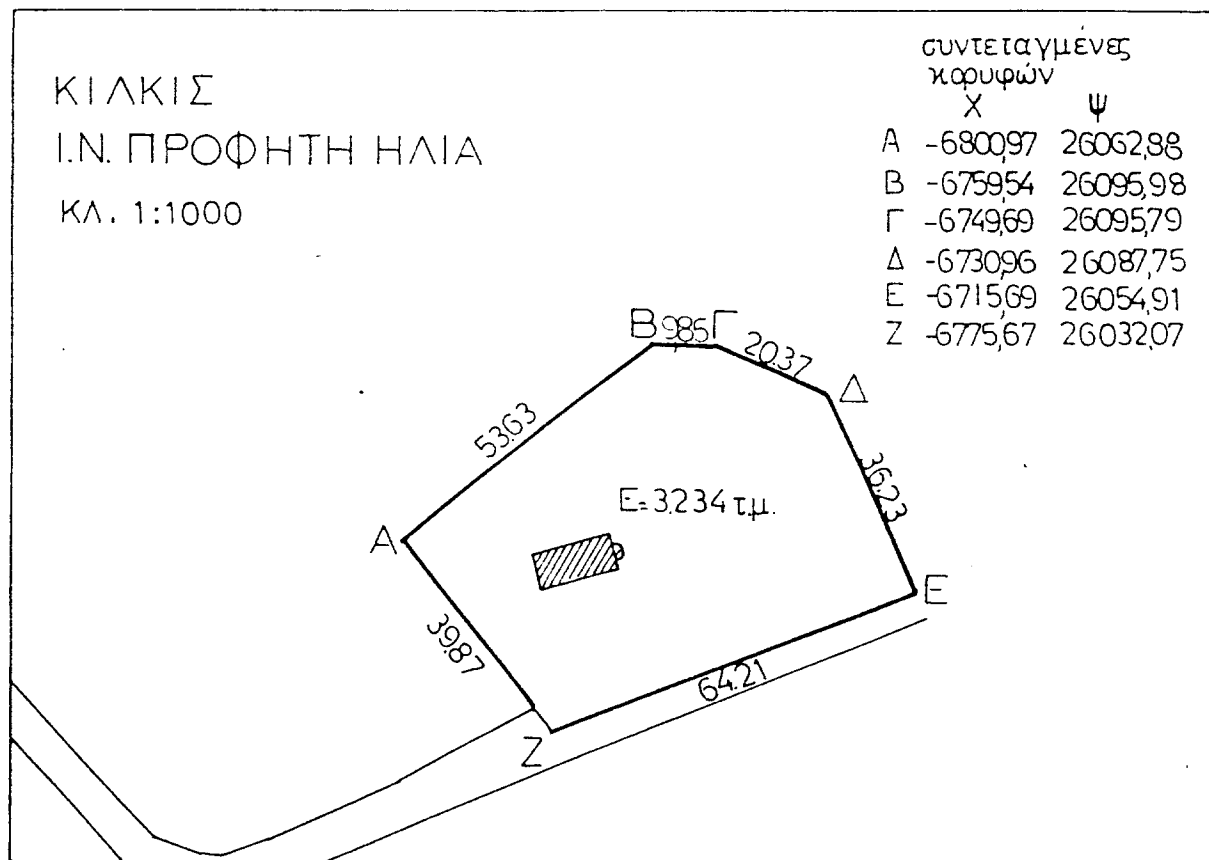 ΚΙΛΚΙΣ
Ι.Ν. ΠΡΟΦΗΤΗ ΗΛΙΑ
ΚΛ. 1:1000
συντεταγμένες
κορυφών
Χ Ψ
Α -6800,97 26062,88
Β -6759,54 26095,98
Γ -6749,69 26095,79
Δ -6730,96 26087,75
Ε -6715,69 26054,91
Ζ -6775,67 26032,07
Β 9.85 Γ
20.37
Δ
53.63
36.23
Ε=3.234 τ.μ.
Α
Ε
39.87
64.21
Ζ